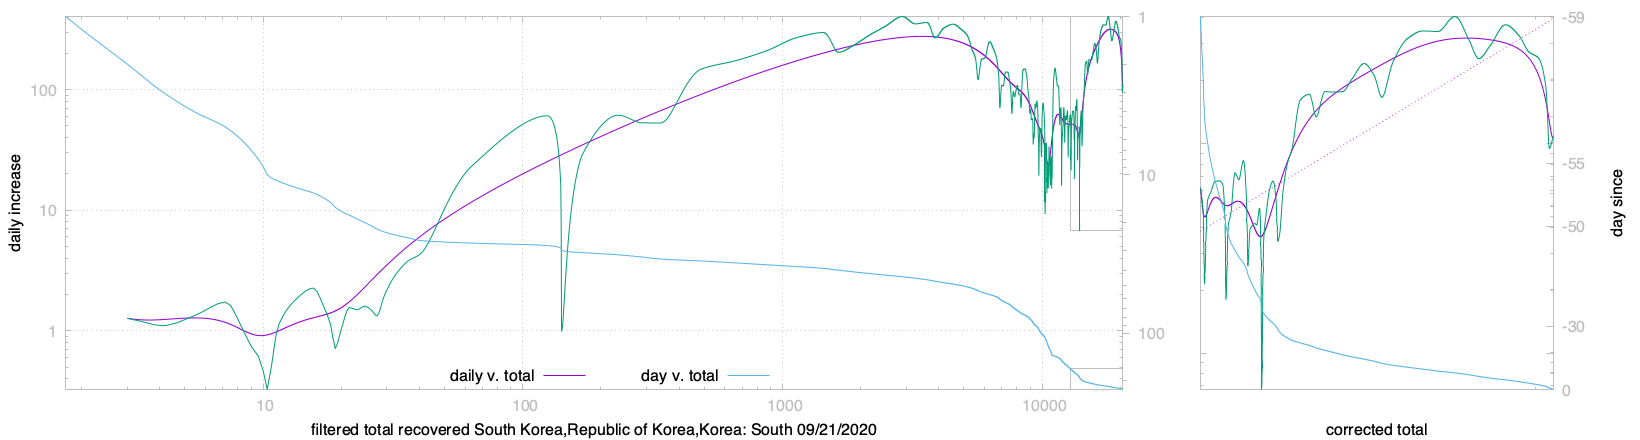 daily increase
100
10
1
10
100
1000
10000
1
10
100
daily v. total
day v. total
filtered total recovered South Korea,Republic of Korea,Korea: South 09/21/2020
-59
-55
-50
-30
0
day since
corrected total